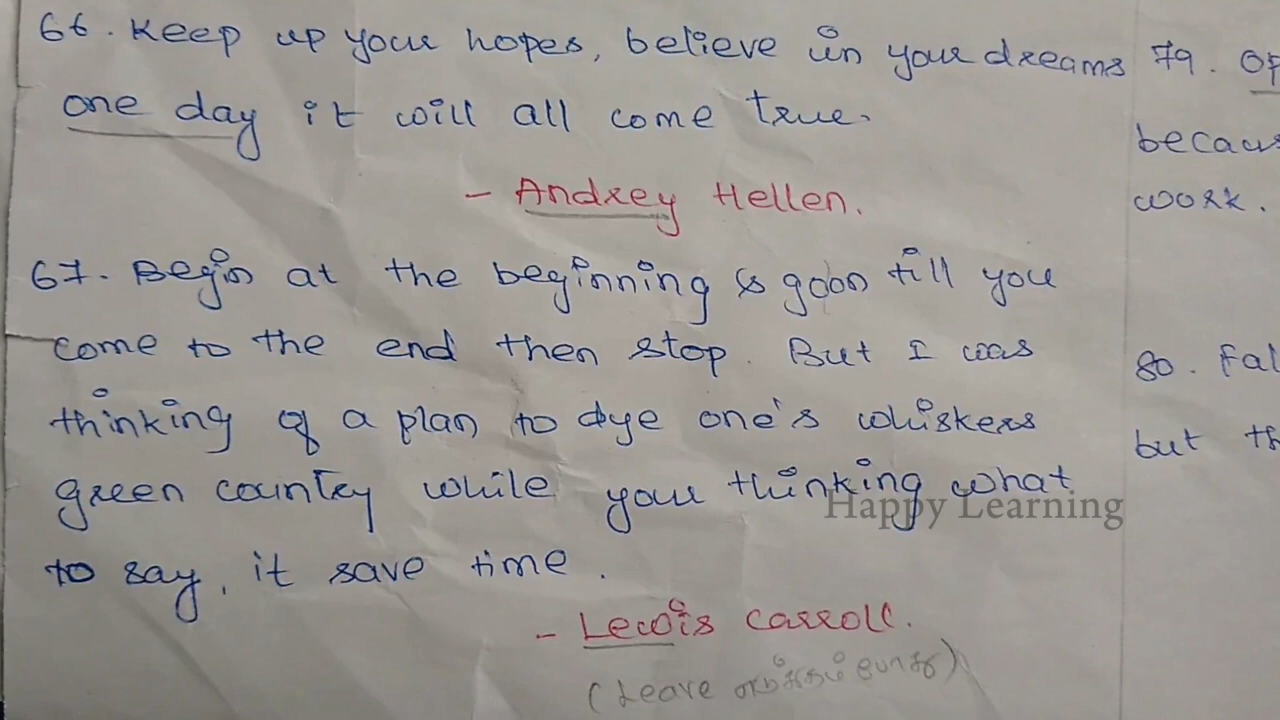 66. Keep up your hopes, believe in your dreams
one day it will all come true.
- Andrey Hellen.
67. Begin at the beginning & goon till you
come to the end then stop. But I was
thinking of a plan to dye one's whiskers
green country while your thinking what
to say, it save time.
- Lewis Carroll.
(Leave
79. Op
becaus
work.
80. Fal
but th
Happy Learning